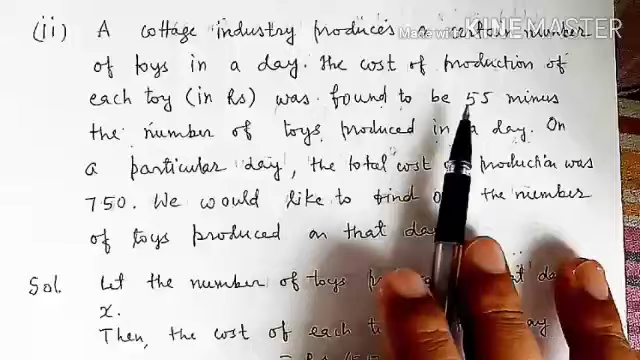 Made with KINEMASTER
(ii) A cottage industry produces a certain number
of toys in a day. The cost of production of
each toy (in Rs) was found to be 55 minus
the number of toys produced in a day. On
a particular day, the total cost of production was
750. We would like to find the number
of toys produced on that day
Sol. Let the number of toys
x.
Then, the cost of each